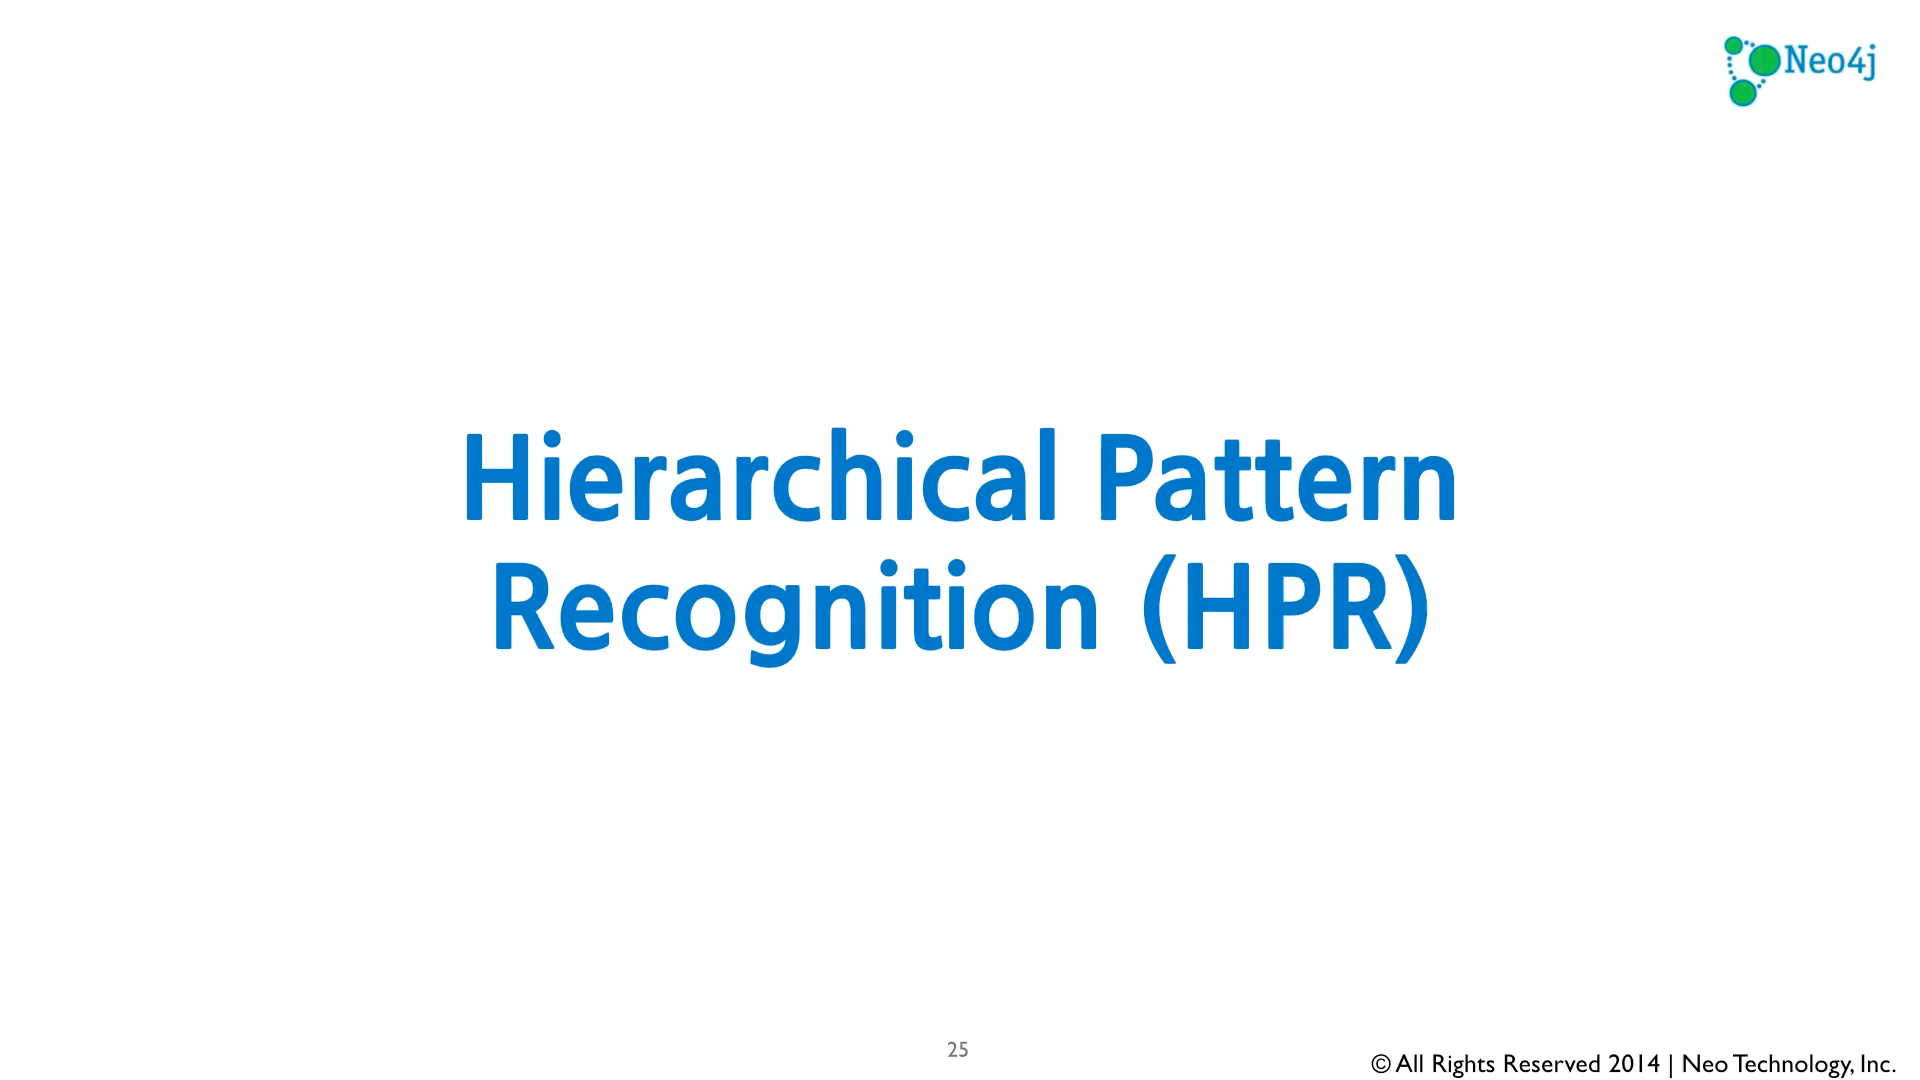 Neo4j
Hierarchical Pattern
Recognition (HPR)
25
© All Rights Reserved 2014 | Neo Technology, Inc.